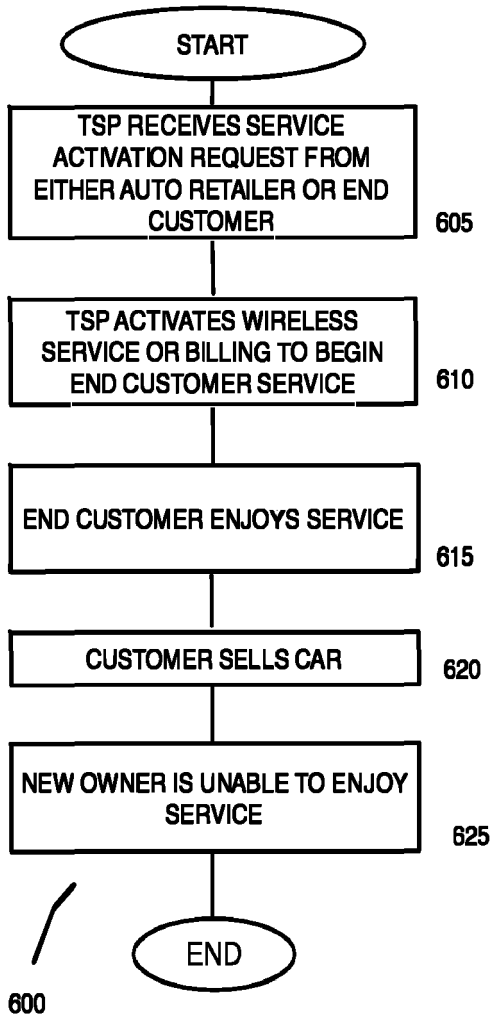 START
TSP RECEIVES SERVICE
ACTIVATION REQUEST FROM
EITHER AUTO RETAILER OR END
CUSTOMER
605
TSP ACTIVATES WIRELESS
SERVICE OR BILLING TO BEGIN
END CUSTOMER SERVICE
610
END CUSTOMER ENJOYS SERVICE
615
CUSTOMER SELLS CAR
620
NEW OWNER IS UNABLE TO ENJOY
SERVICE
625
END
600